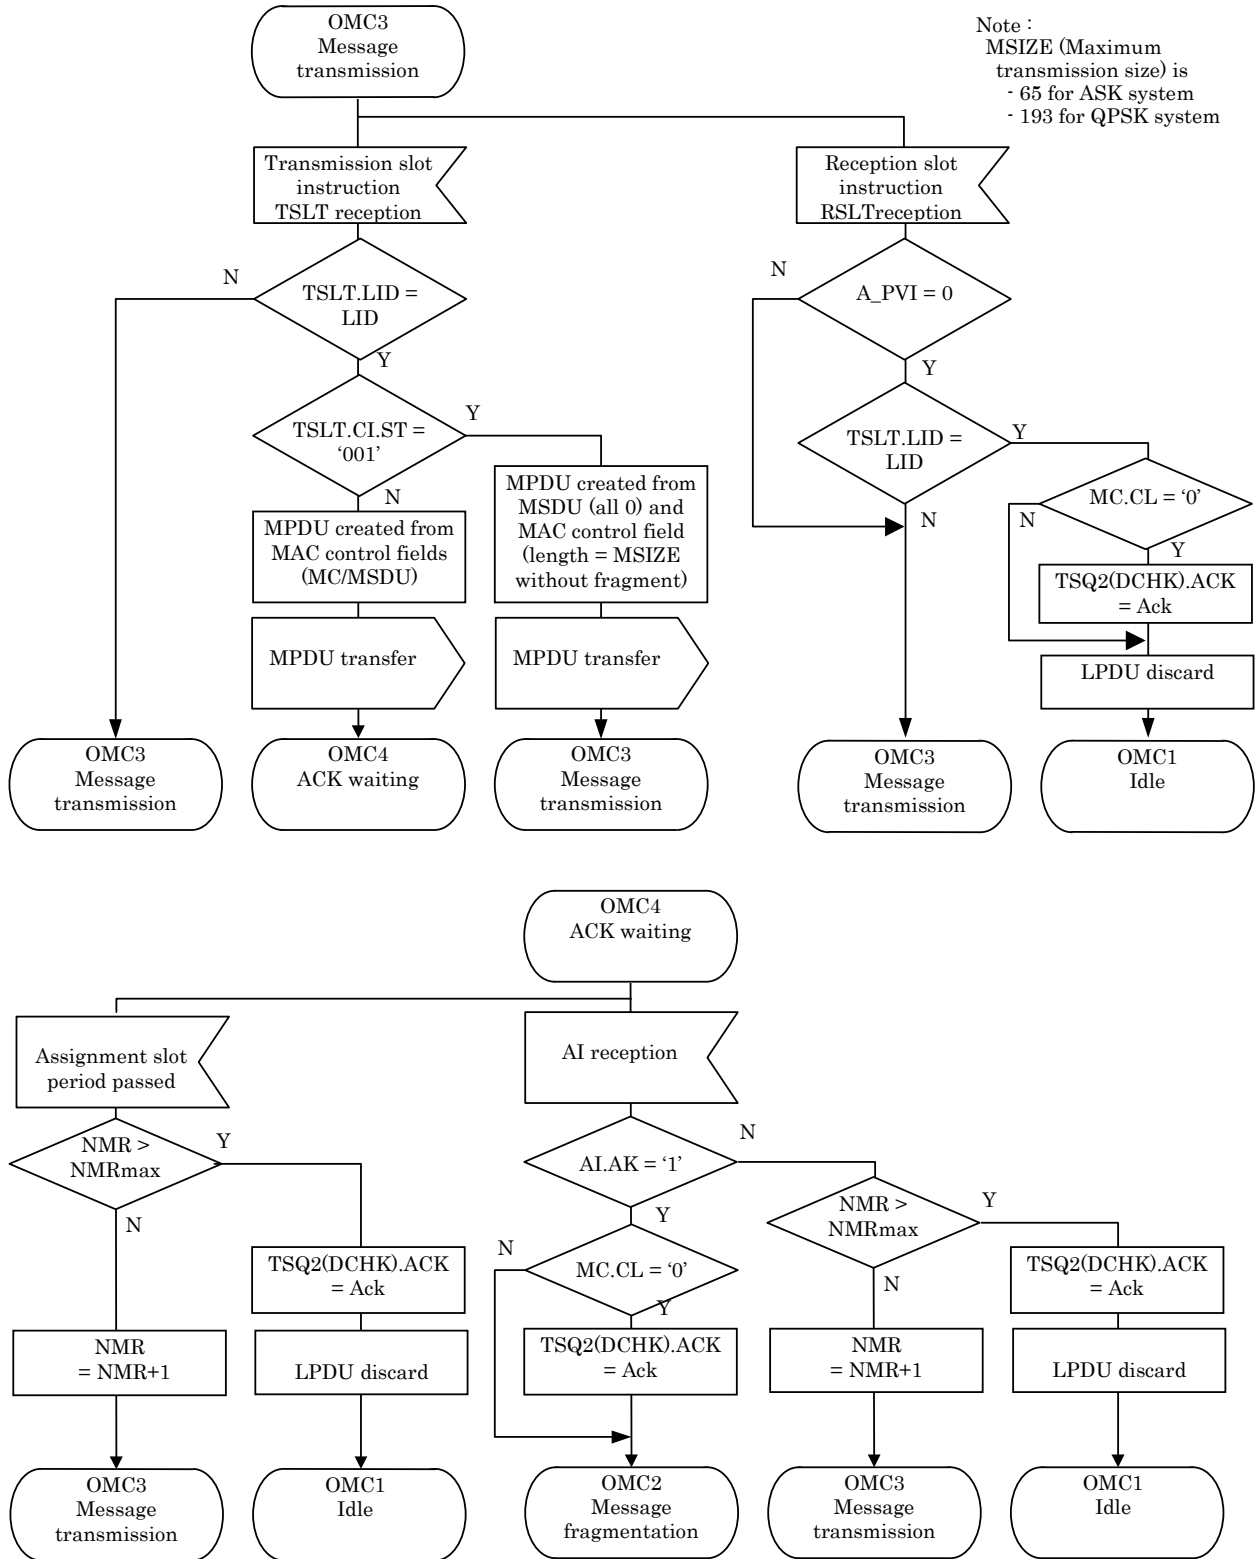 OMC3
Message
transmission
Note :
MSIZE (Maximum
transmission size) is
- 65 for ASK system
- 193 for QPSK system
Transmission slot
instruction
TSLT reception
Reception slot
instruction
RSLTreception
N
TSLT.LID =
LID
Y
N
A_PVI = 0
Y
TSLT.CI.ST =
‘001’
Y
N
TSLT.LID =
LID
Y
N
MC.CL = ‘0’
N
Y
MPDU created from
MAC control fields
(MC/MSDU)
MPDU created from
MSDU (all 0) and
MAC control field
(length = MSIZE
without fragment)
TSQ2(DCHK).ACK
= Ack
MPDU transfer
MPDU transfer
LPDU discard
OMC3
Message
transmission
OMC4
ACK waiting
OMC3
Message
transmission
OMC3
Message
transmission
OMC1
Idle
OMC4
ACK waiting
Assignment slot
period passed
AI reception
NMR >
NMRmax
Y
N
AI.AK = ‘1’
N
Y
NMR >
NMRmax
Y
N
MC.CL = ‘0’
N
Y
TSQ2(DCHK).ACK
= Ack
TSQ2(DCHK).ACK
= Ack
NMR
= NMR+1
LPDU discard
TSQ2(DCHK).ACK
= Ack
NMR
= NMR+1
LPDU discard
OMC3
Message
transmission
OMC1
Idle
OMC2
Message
fragmentation
OMC3
Message
transmission
OMC1
Idle